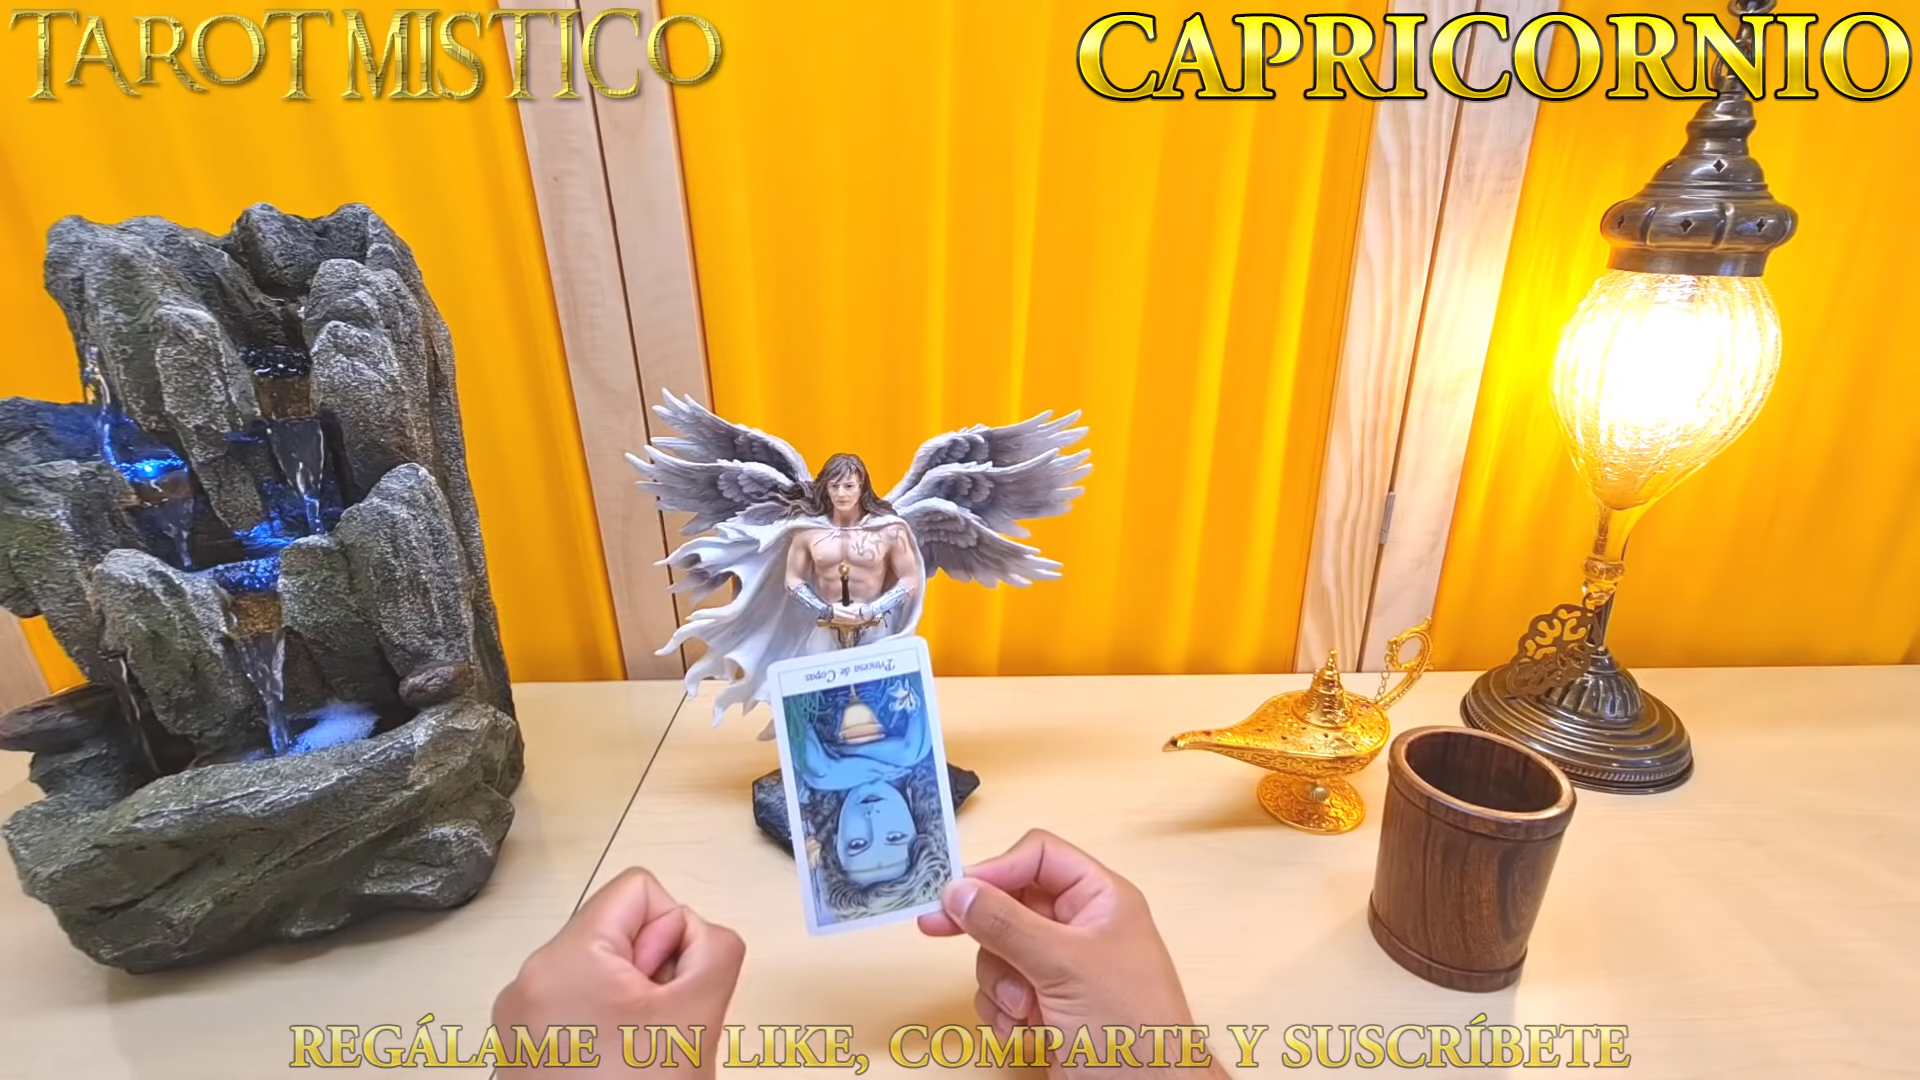 TAROT MISTICO
CAPRICORNIO
Princesa de Copas
REGÁLAME UN LIKE, COMPARTE Y SUSCRÍBETE